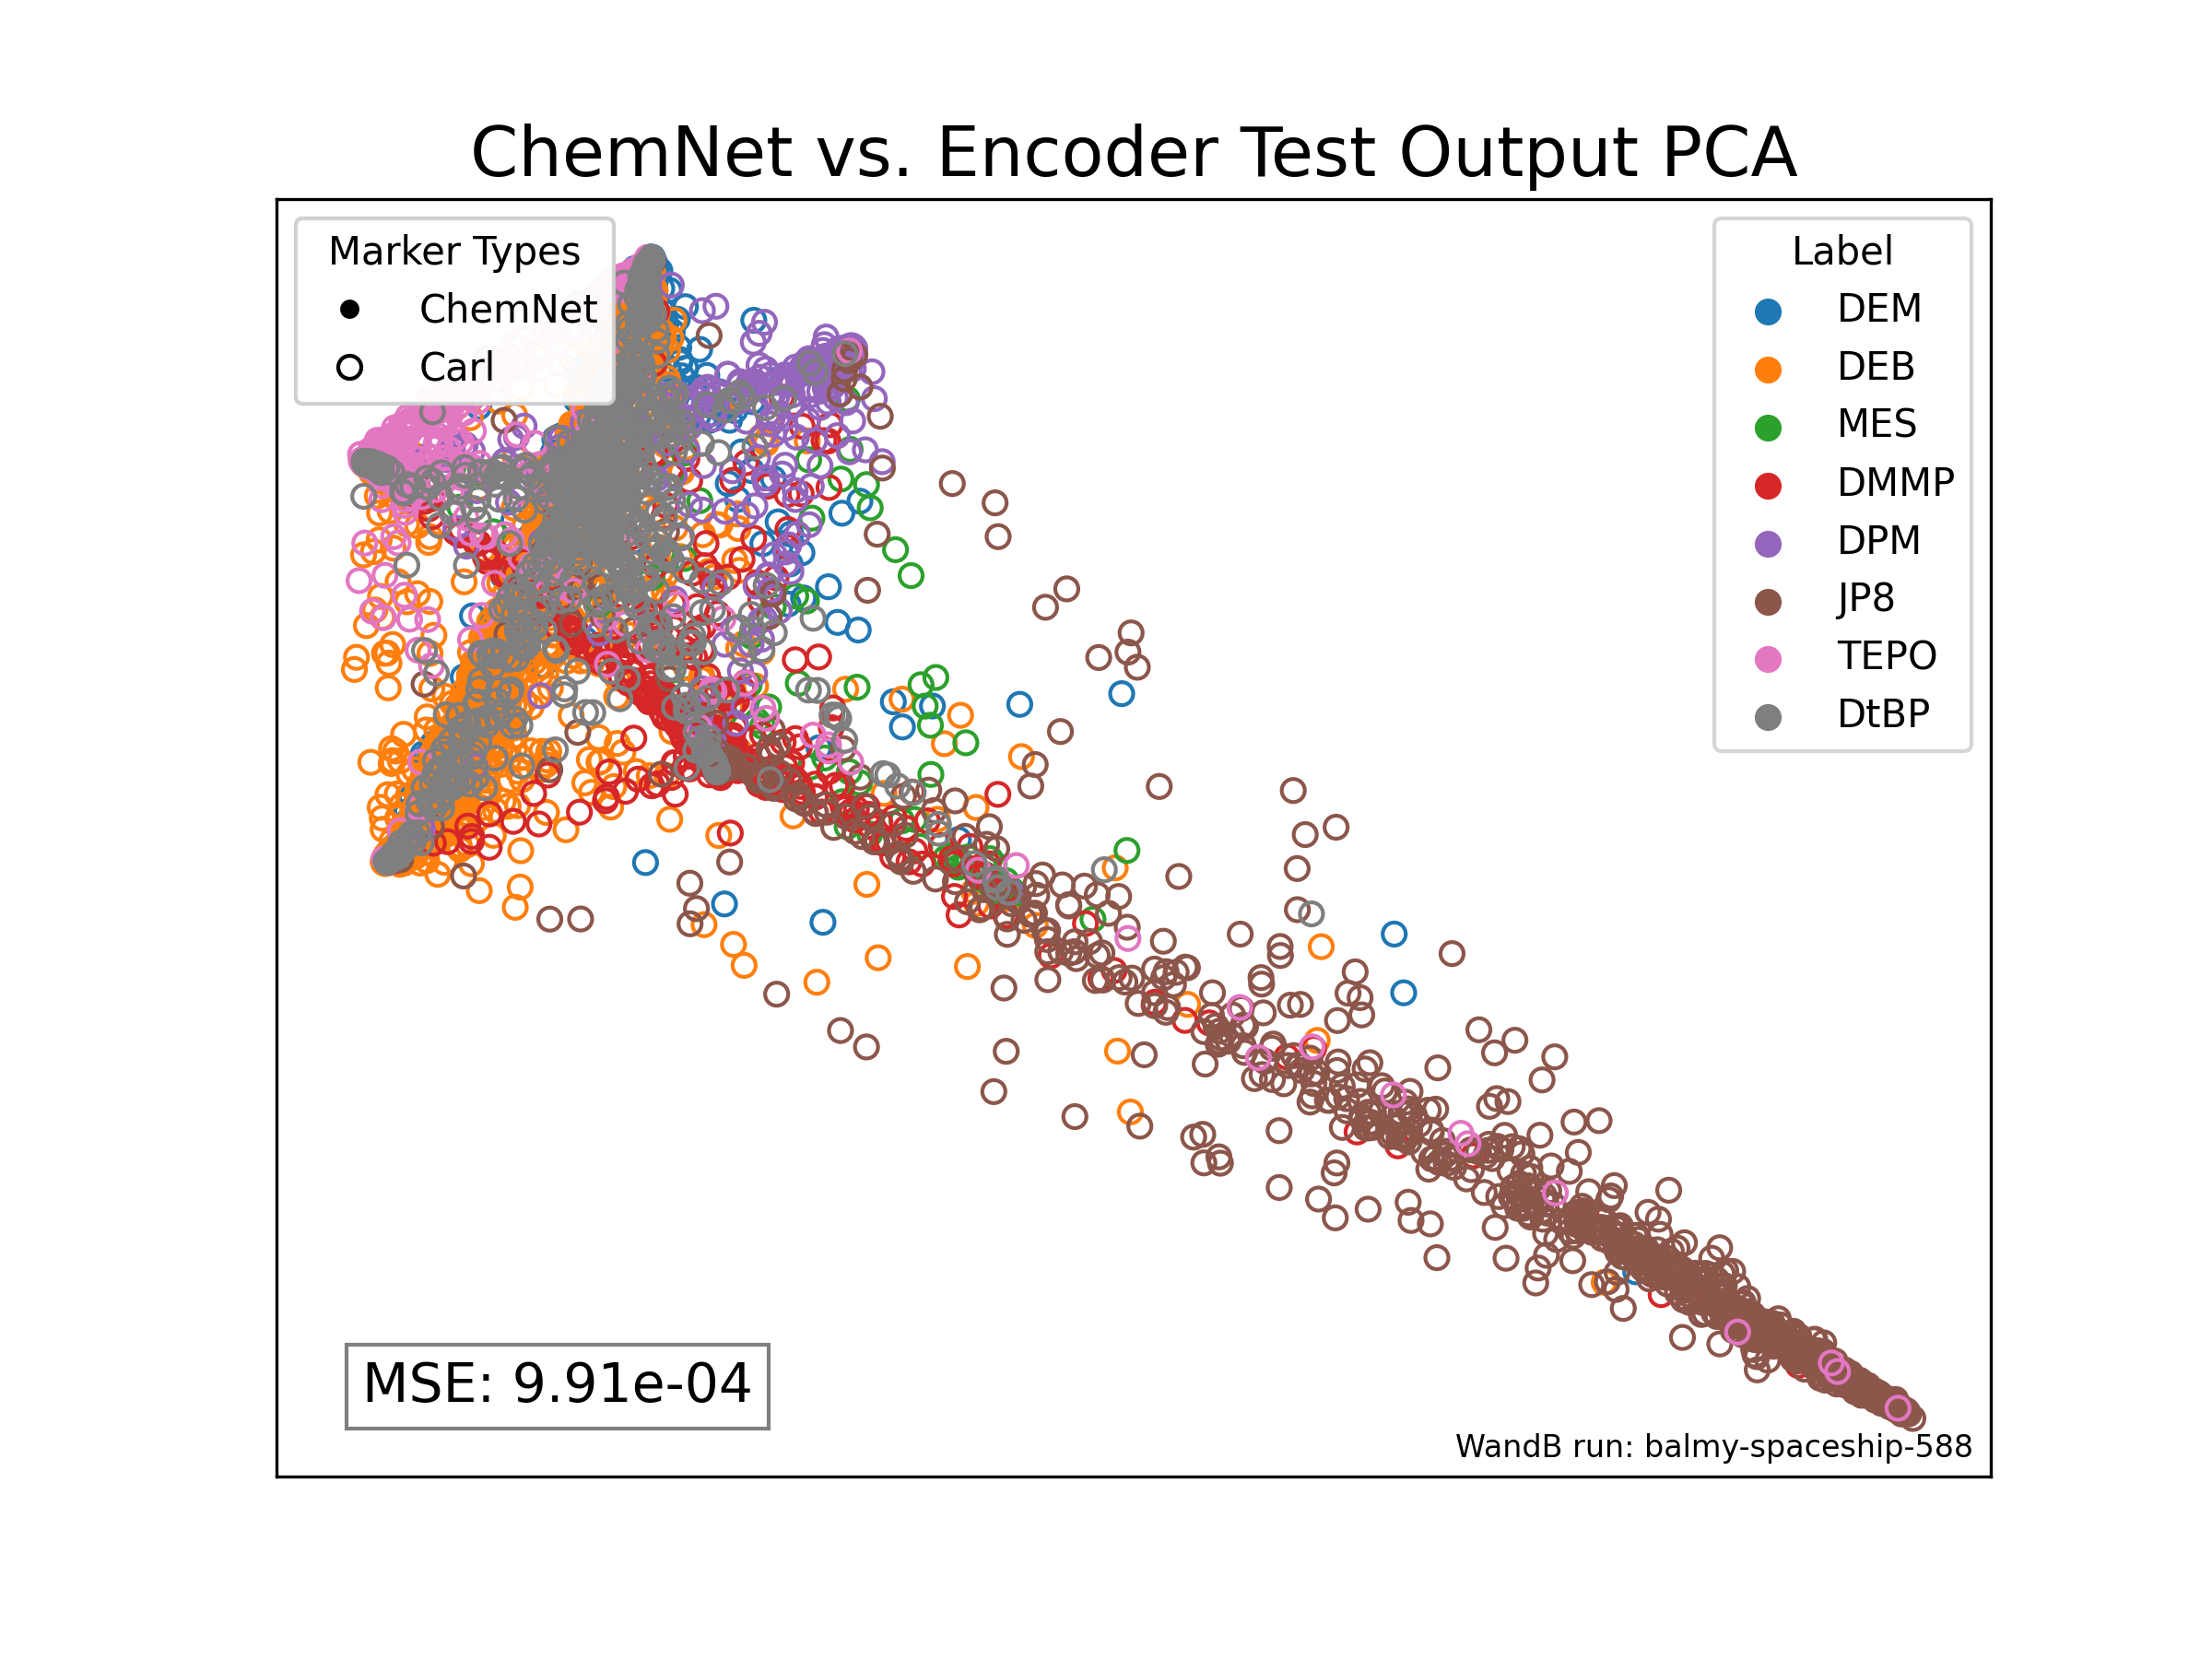 ChemNet vs. Encoder Test Output PCA
Marker Types
ChemNet
Carl
Label
DEM
DEB
MES
DMMP
DPM
JP8
TEPO
DtBP
MSE: 9.91e-04
WandB run: balmy-spaceship-588